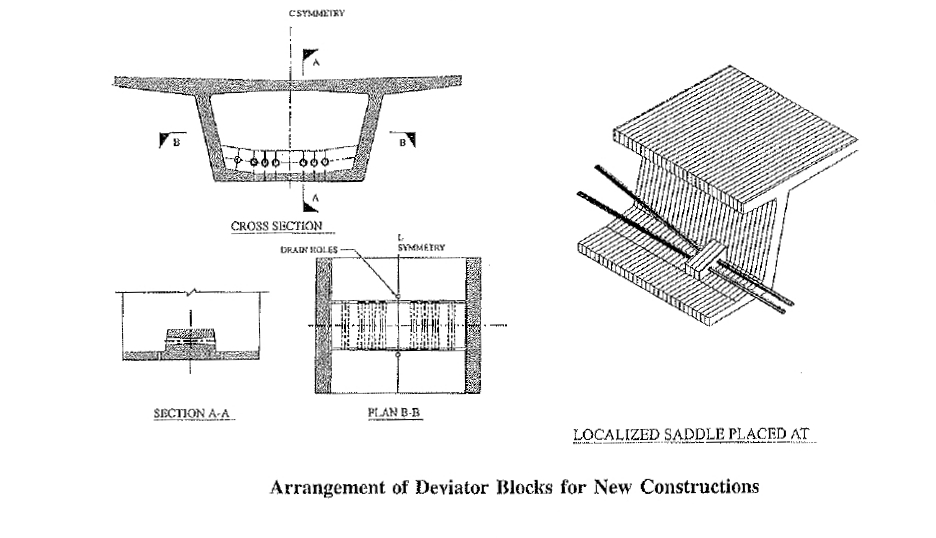 C SYMMETRY
A
B
B
A
CROSS SECTION
L
SYMMETRY
DRAIN HOLES
SECTION A-A
PLAN B-B
LOCALIZED SADDLE PLACED AT
Arrangement of Deviator Blocks for New Constructions